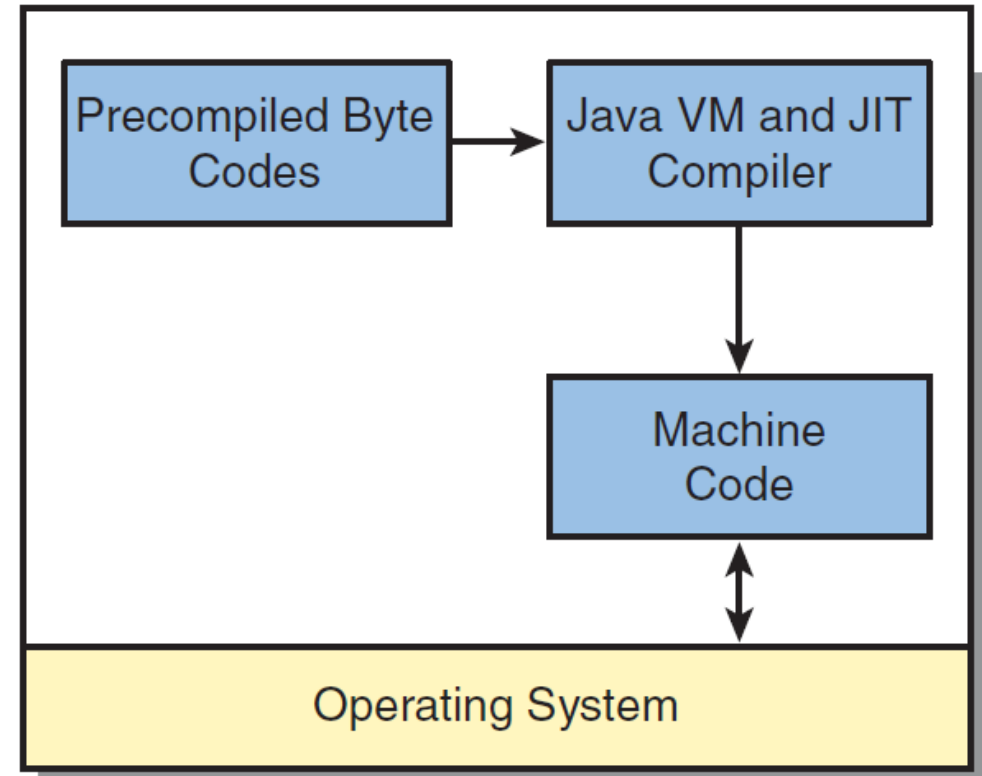 Precompiled Byte
Codes
Java VM and JIT
Compiler
Machine
Code
Operating System